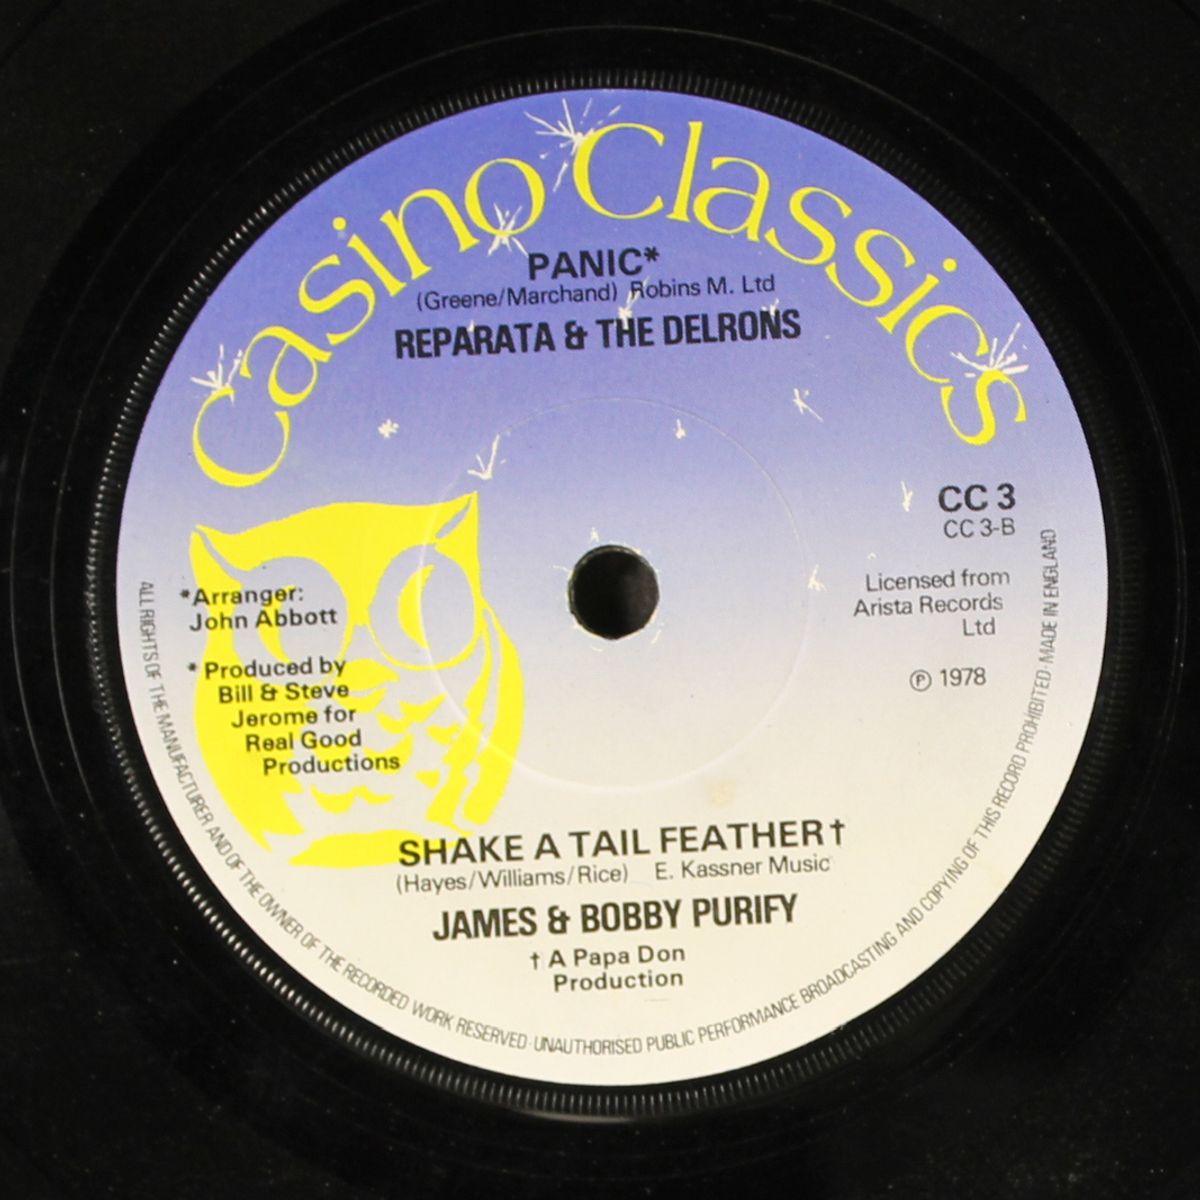 Casino Classics
PANIC*
(Greene/Marchand) Robins M. Ltd
REPARATA & THE DELRONS
CC 3
CC 3-B
Licensed from
Arista Records
Ltd
℗ 1978
*Arranger:
John Abbott
* Produced by
Bill & Steve
Jerome for
Real Good
Productions
SHAKE A TAIL FEATHER†
(Hayes/Williams/Rice) E. Kassner Music
JAMES & BOBBY PURIFY
† A Papa Don
Production
ALL RIGHTS OF THE MANUFACTURER AND OF THE OWNER OF THE RECORDED WORK RESERVED·UNAUTHORISED PUBLIC PERFORMANCE BROADCASTING AND COPYING OF THIS RECORD PROHIBITED·MADE IN ENGLAND